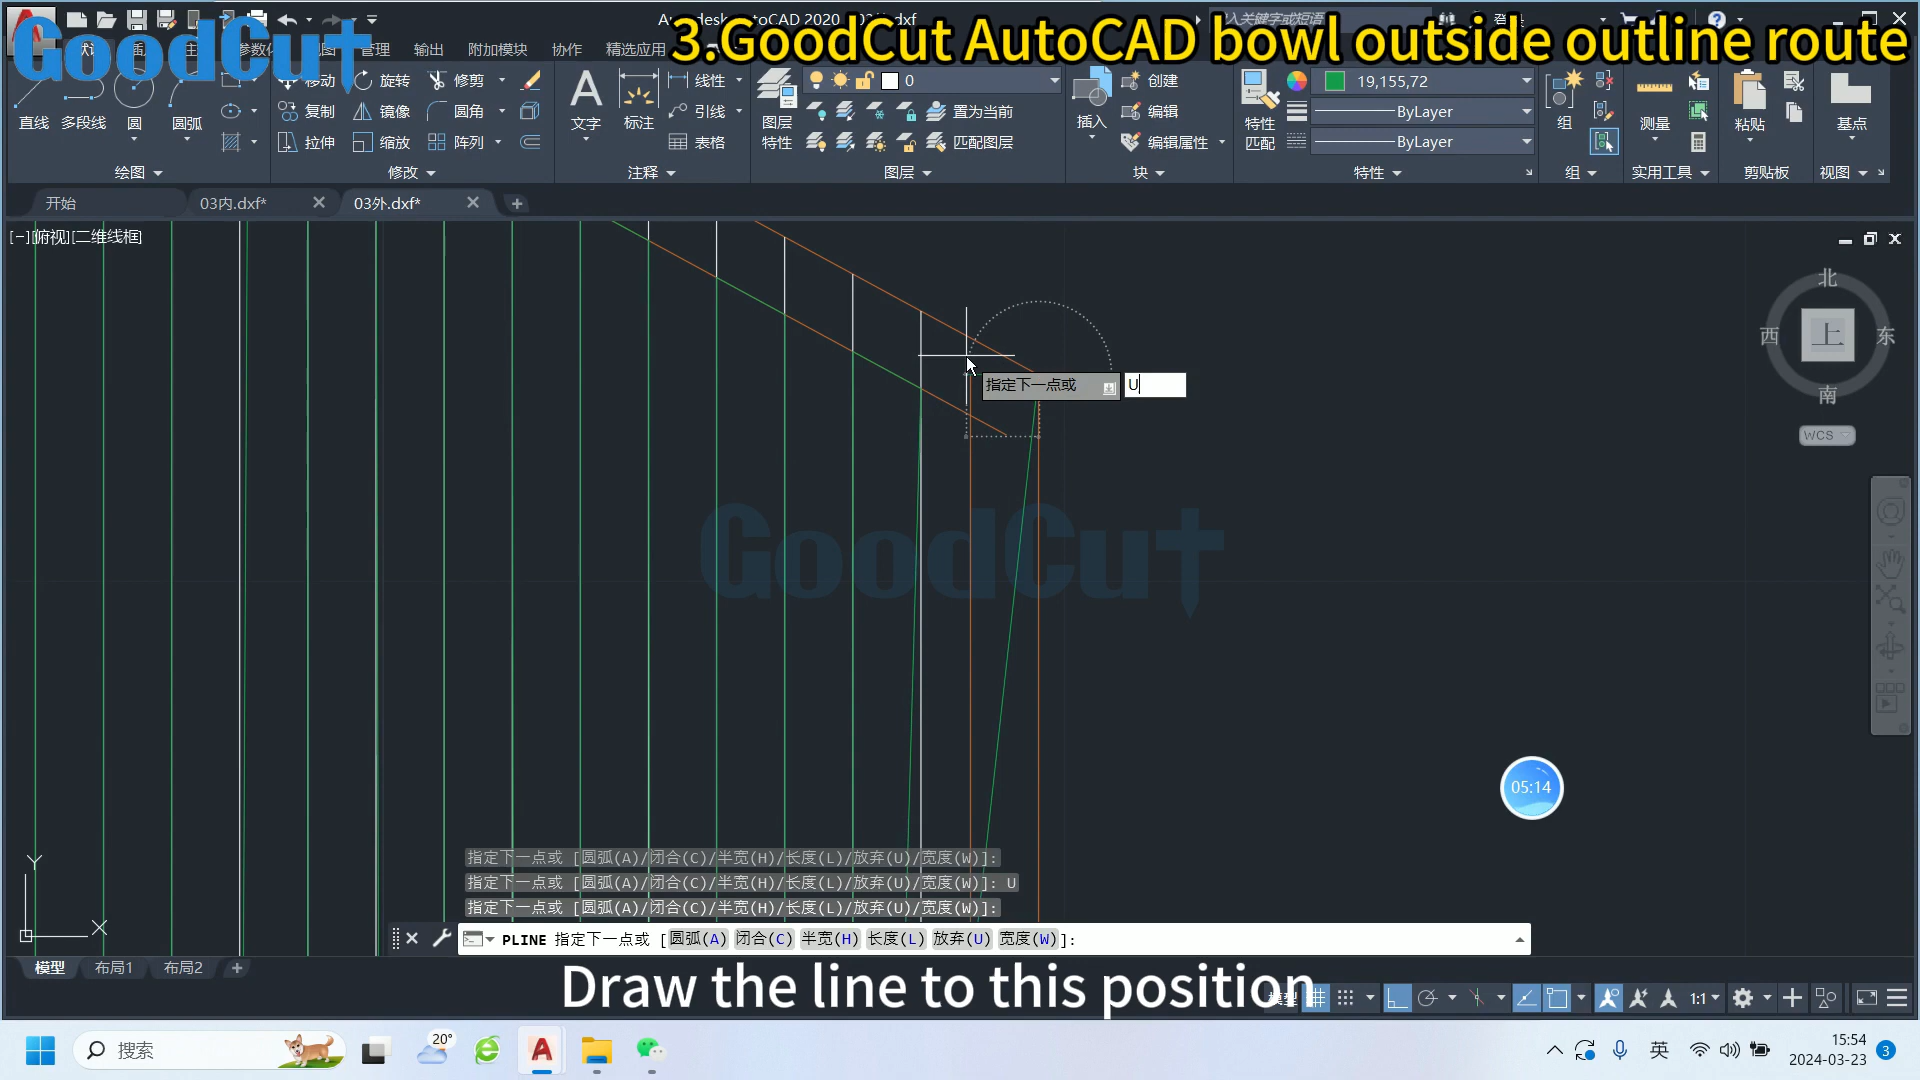 GoodCut
3.GoodCut AutoCAD bowl outside outline route
直线
多段线
圆
圆弧
绘图
移动
旋转
修剪
复制
镜像
圆角
拉伸
缩放
阵列
修改
管理
输出
附加模块
协作
精选应用
文字
标注
线性
引线
表格
注释
图层
特性
0
置为当前
匹配图层
图层
插入
创建
编辑
编辑属性
块
特性
匹配
19,155,72
ByLayer
ByLayer
特性
组
组
测量
实用工具
粘贴
剪贴板
基点
视图
开始
03内.dxf*
03外.dxf*
[−][俯视][二维线框]
北
西
上
东
南
WCS
指定下一点或
U
GoodCut
05:14
Y
X
指定下一点或 [圆弧(A)/闭合(C)/半宽(H)/长度(L)/放弃(U)/宽度(W)]:
指定下一点或 [圆弧(A)/闭合(C)/半宽(H)/长度(L)/放弃(U)/宽度(W)]: U
指定下一点或 [圆弧(A)/闭合(C)/半宽(H)/长度(L)/放弃(U)/宽度(W)]:
PLINE 指定下一点或 [圆弧(A) 闭合(C) 半宽(H) 长度(L) 放弃(U) 宽度(W)]:
模型
布局1
布局2
Draw the line to this position
1:1
搜索
20°
英
15:54
2024-03-23
3